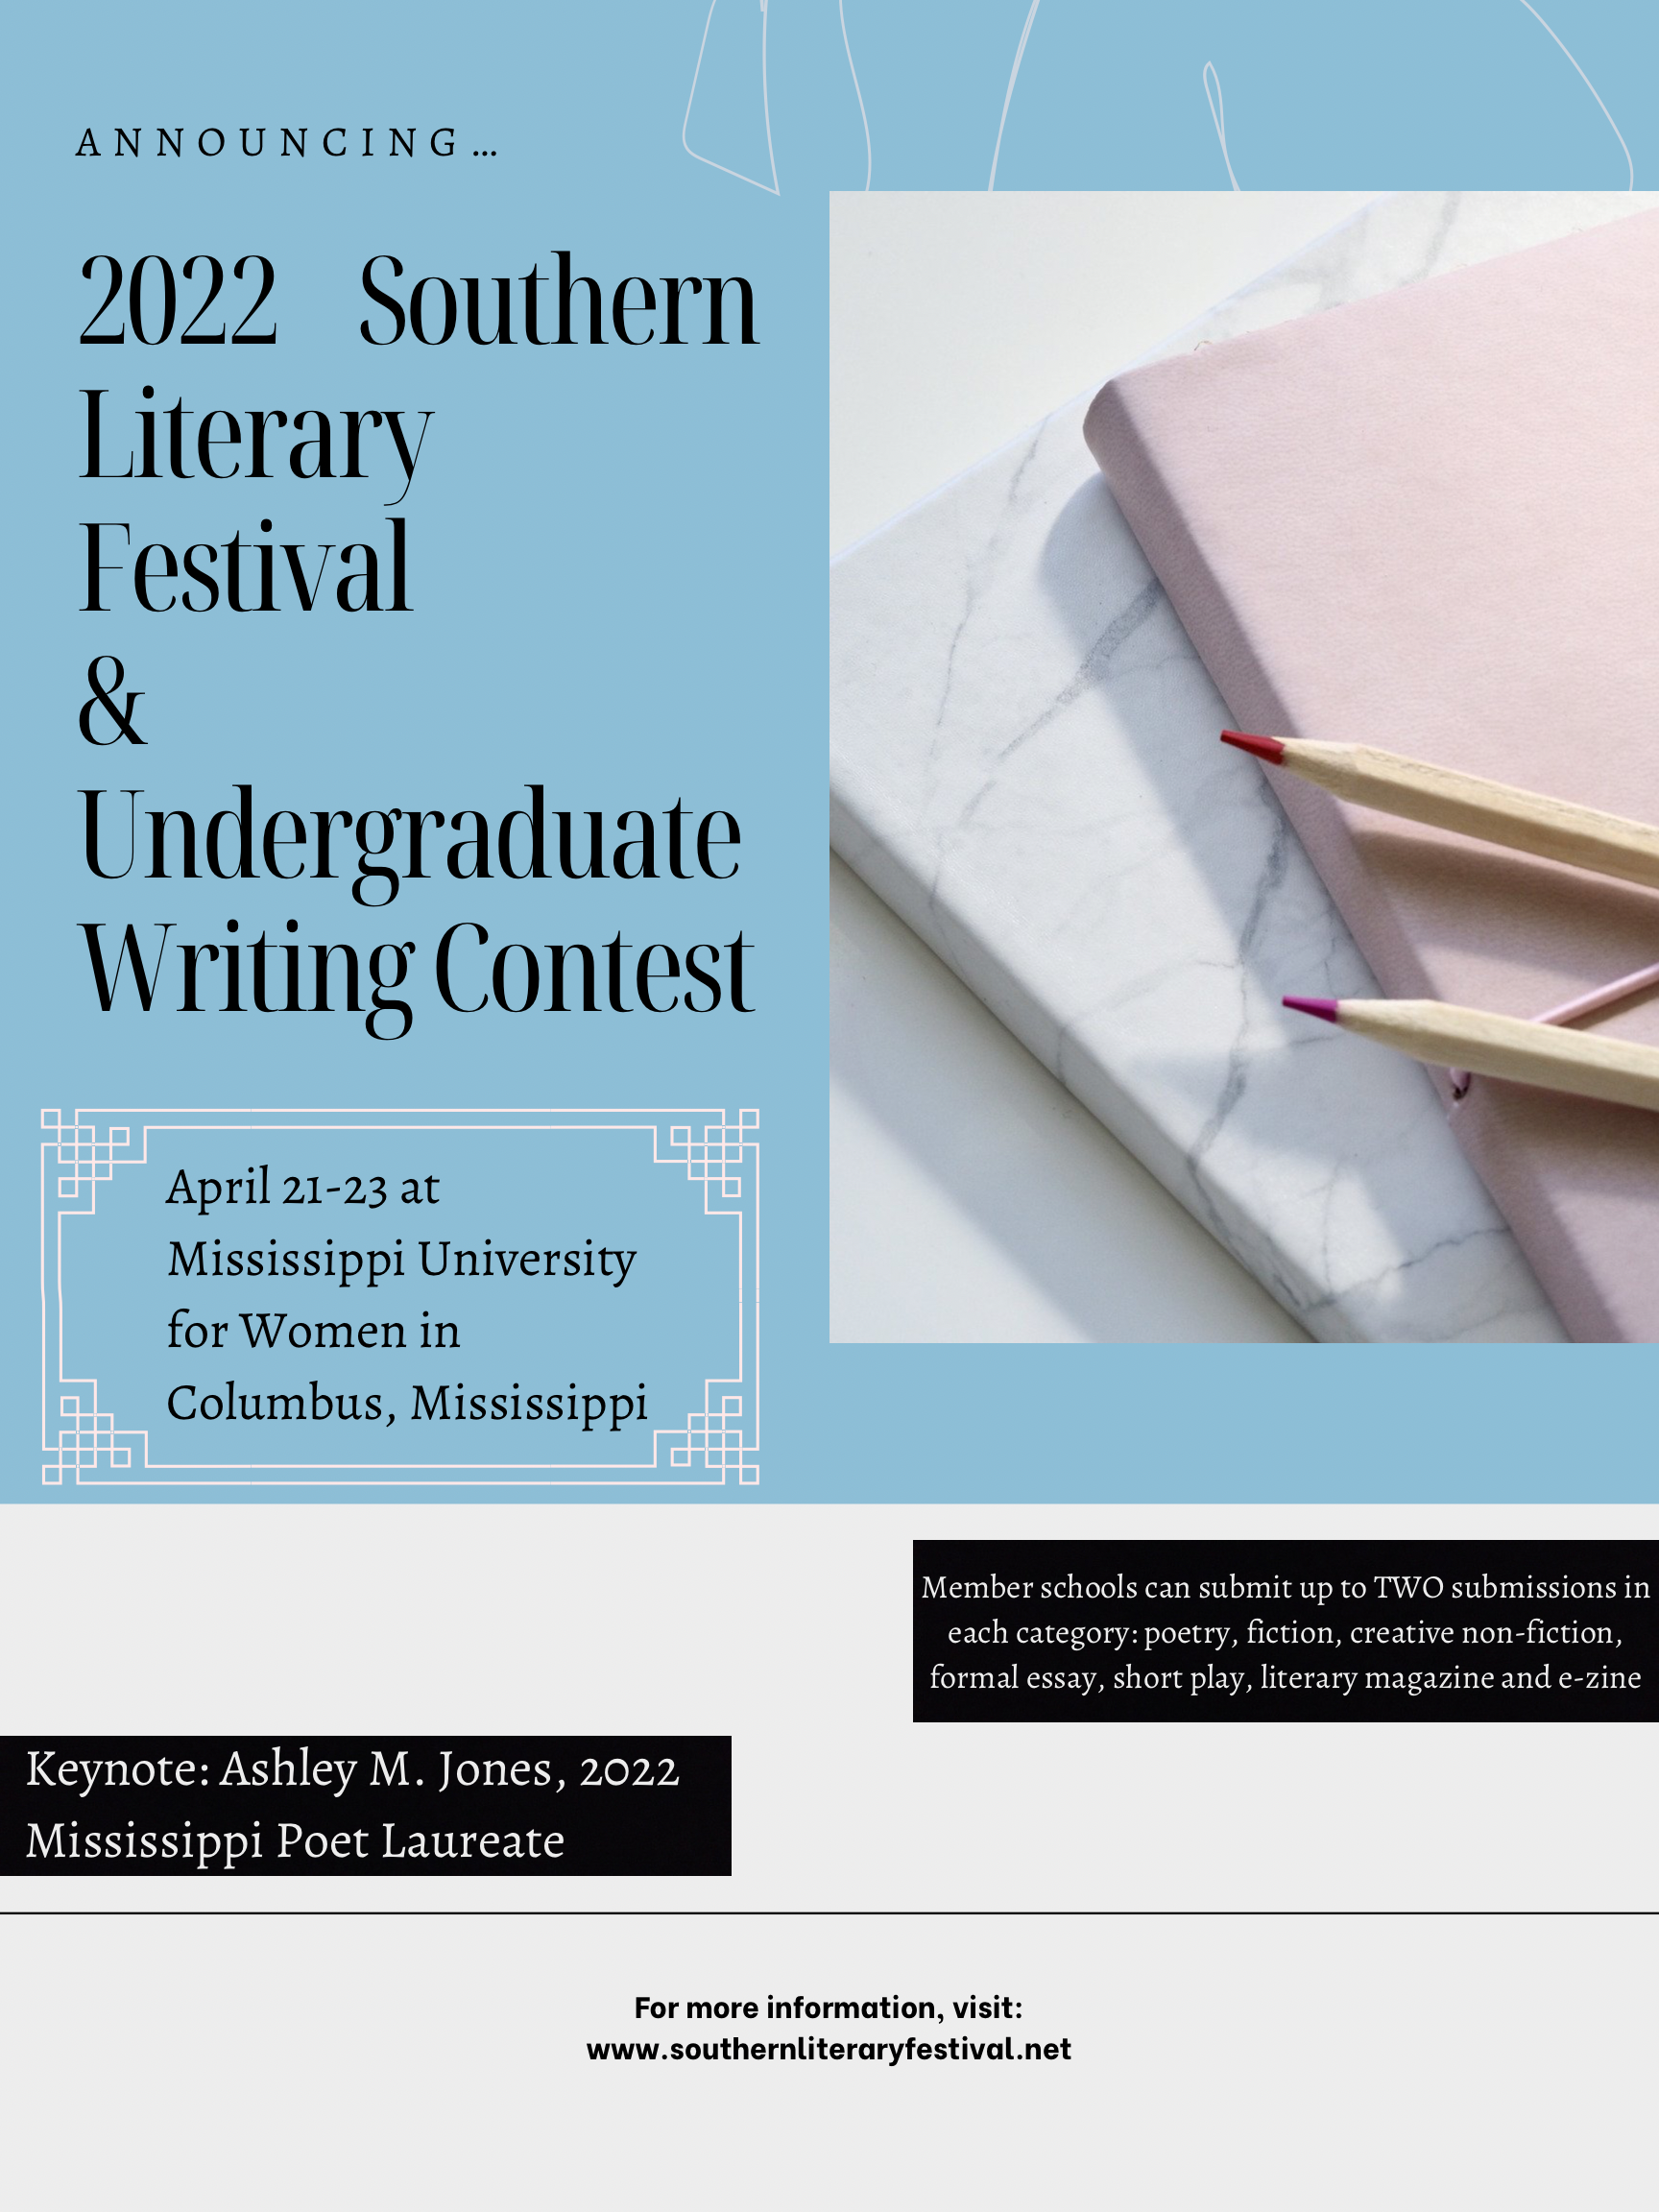 ANNOUNCING...
2022 Southern
Literary
Festival
&
Undergraduate
Writing Contest
April 21-23 at
Mississippi University
for Women in
Columbus, Mississippi
Member schools can submit up to TWO submissions in
each category: poetry, fiction, creative non-fiction,
formal essay, short play, literary magazine and e-zine
Keynote: Ashley M. Jones, 2022
Mississippi Poet Laureate
For more information, visit:
www.southernliteraryfestival.net